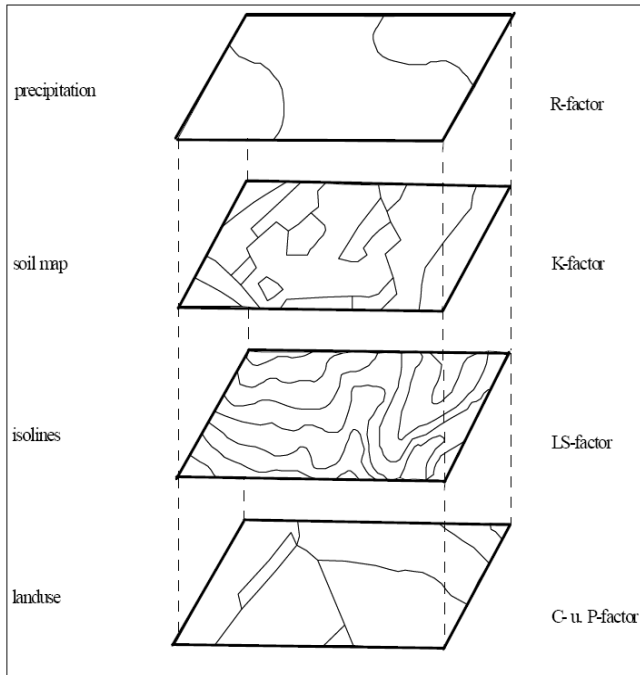 precipitation
R-factor
soil map
K-factor
isolines
LS-factor
landuse
C- u. P-factor